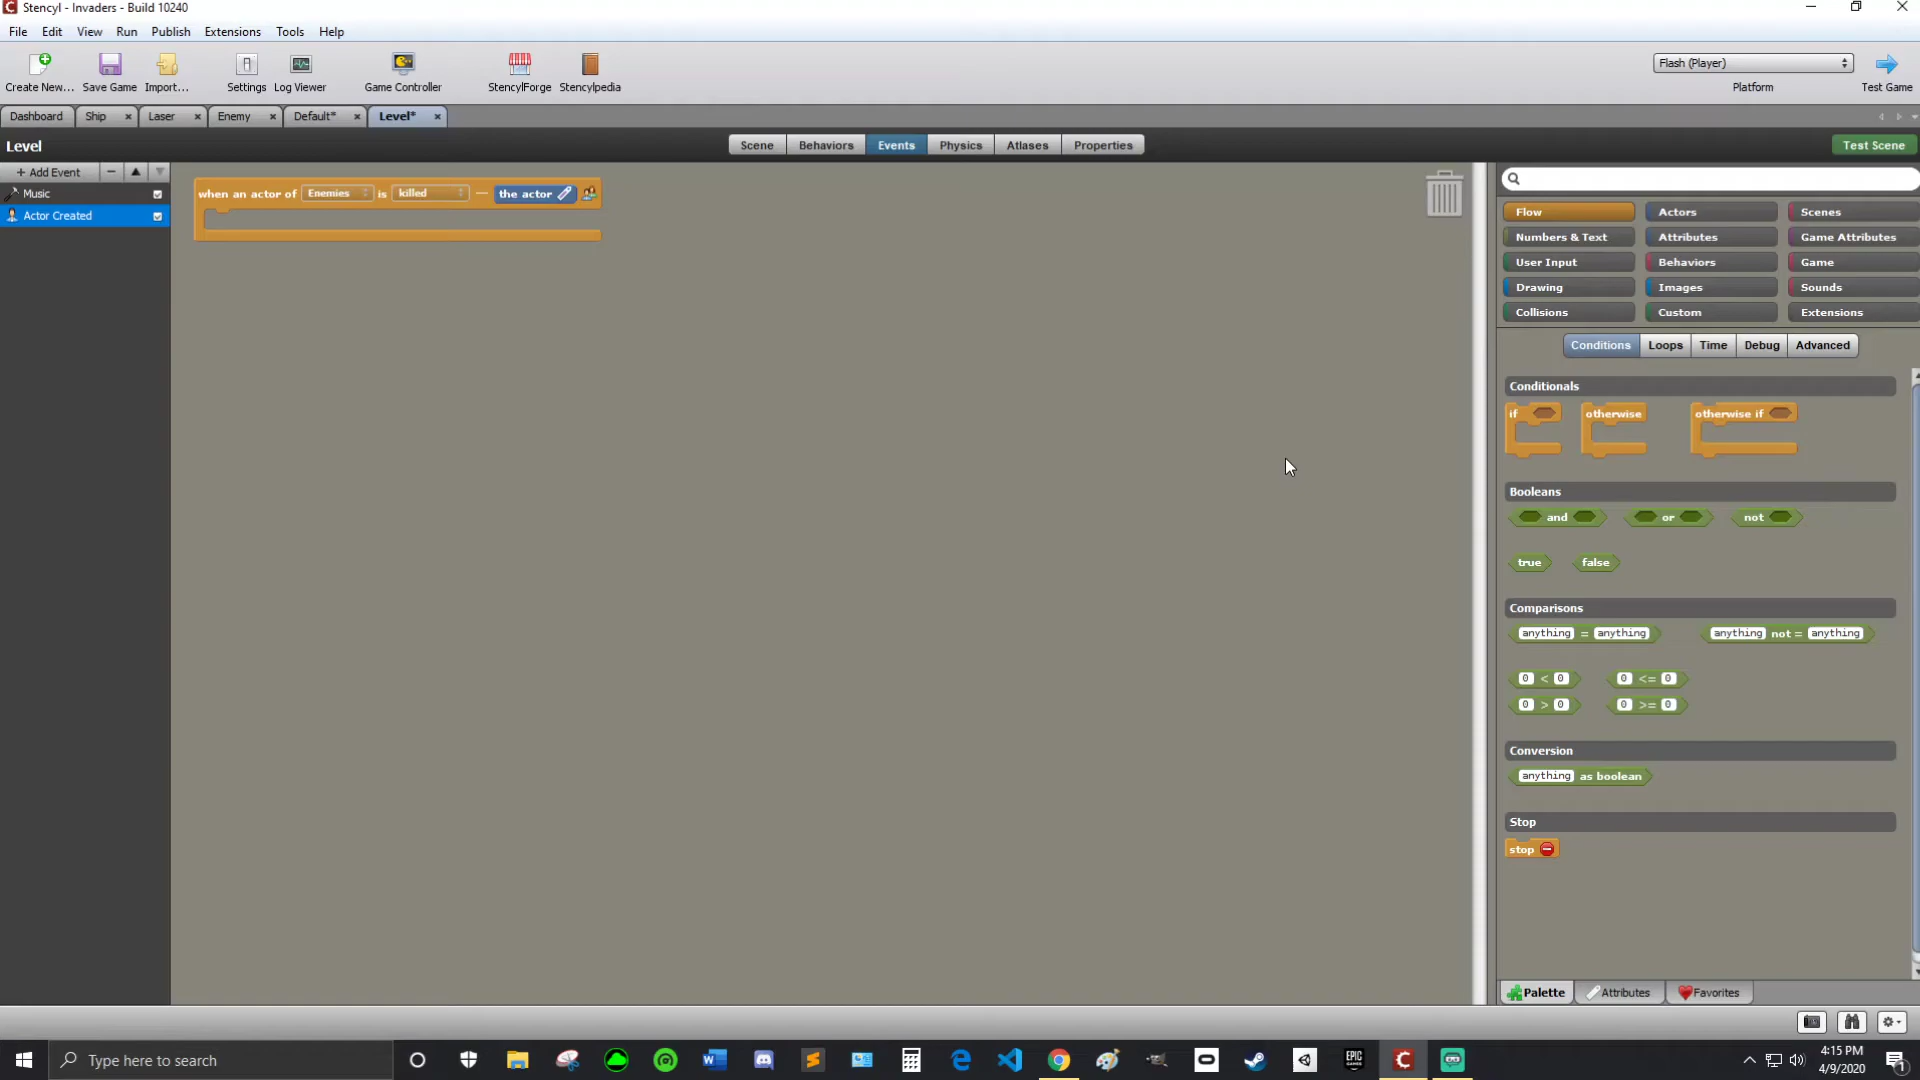 Stencyl - Invaders - Build 10240
File Edit View Run Publish Extensions Tools Help
Create New... Save Game Import... Settings Log Viewer Game Controller StencylForge Stencylpedia
Flash (Player)
Platform
Test Game
Dashboard Ship Laser Enemy Default* Level*
Level
Scene Behaviors Events Physics Atlases Properties
Test Scene
+ Add Event
Music
Actor Created
when an actor of Enemies is killed — the actor
Flow Actors Scenes
Numbers & Text Attributes Game Attributes
User Input Behaviors Game
Drawing Images Sounds
Collisions Custom Extensions
Conditions Loops Time Debug Advanced
Conditionals
if otherwise otherwise if
Booleans
and or not
true false
Comparisons
anything = anything anything not = anything
0 < 0 0 <= 0
0 > 0 0 >= 0
Conversion
anything as boolean
Stop
stop
Palette Attributes Favorites
Type here to search
4:15 PM
4/9/2020